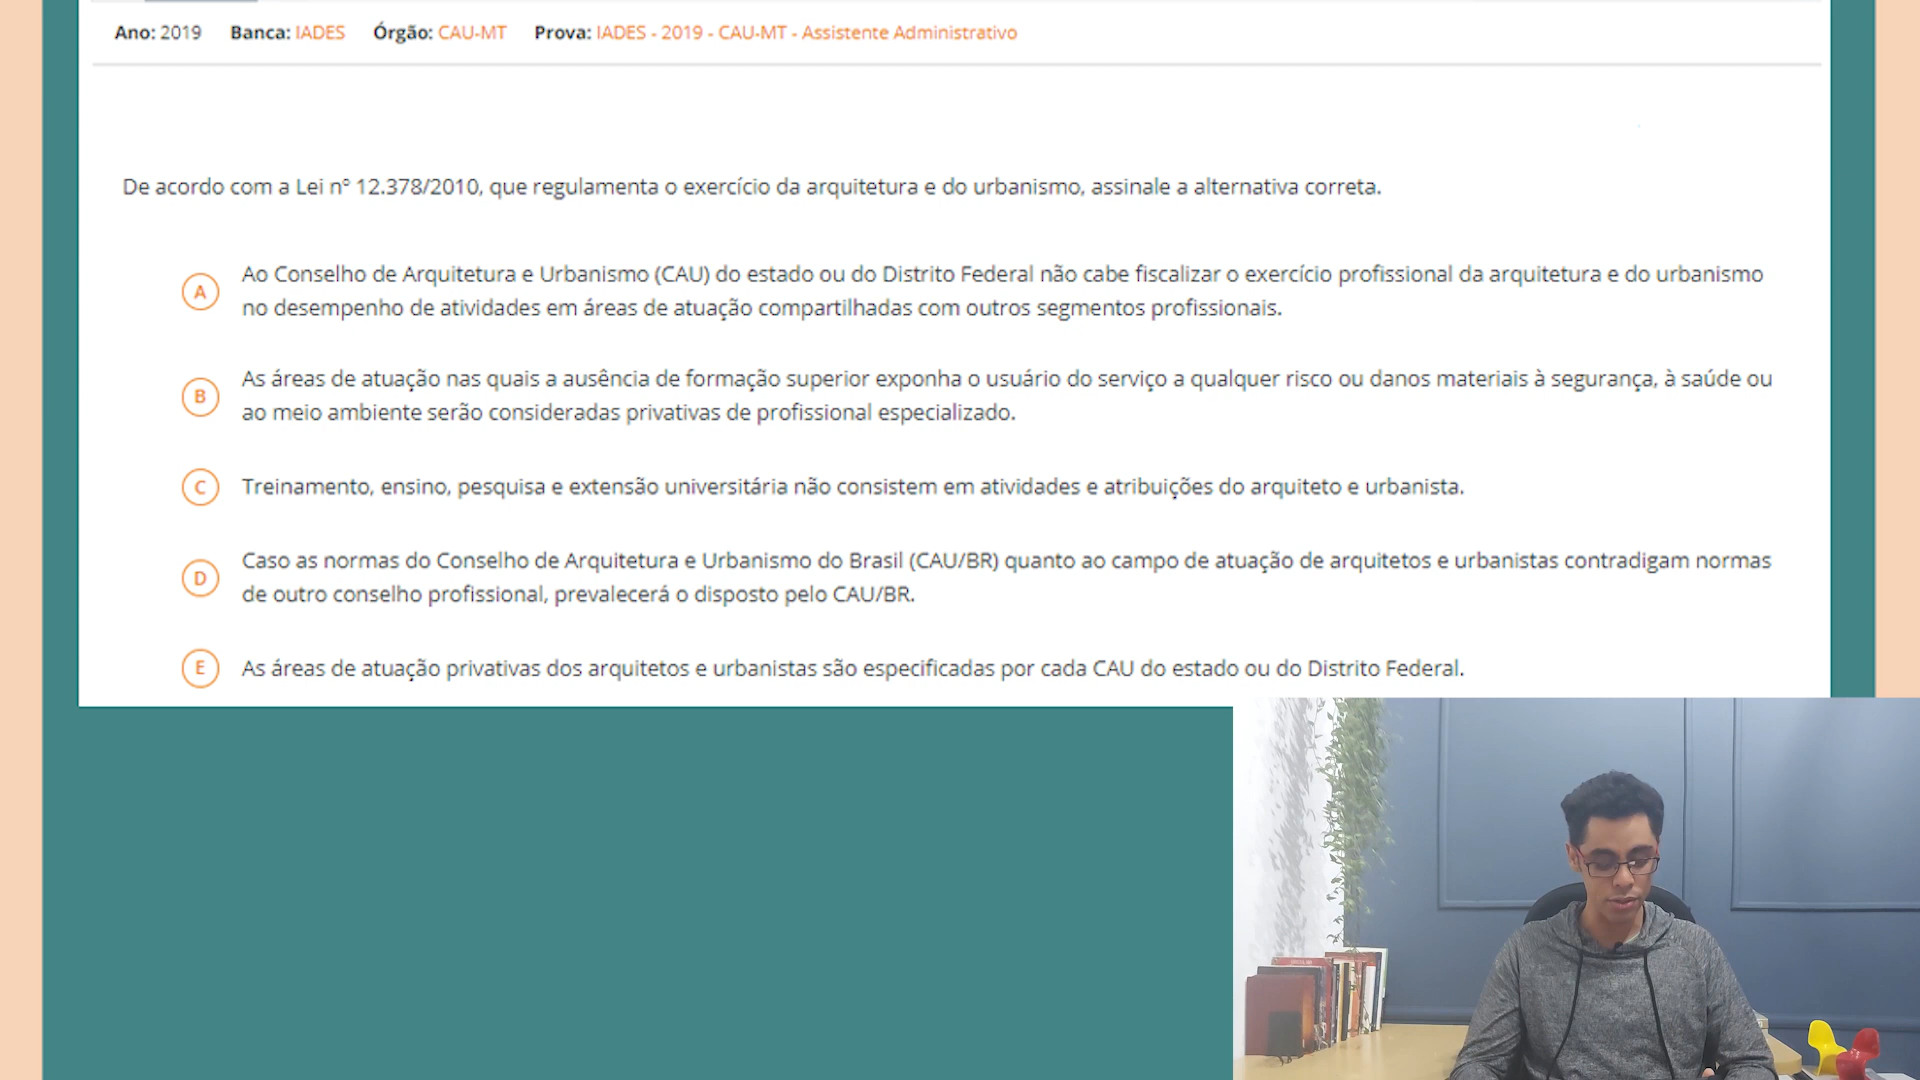 Ano: 2019 Banca: IADES Órgão: CAU-MT Prova: IADES - 2019 - CAU-MT - Assistente Administrativo
De acordo com a Lei nº 12.378/2010, que regulamenta o exercício da arquitetura e do urbanismo, assinale a alternativa correta.
A Ao Conselho de Arquitetura e Urbanismo (CAU) do estado ou do Distrito Federal não cabe fiscalizar o exercício profissional da arquitetura e do urbanismo
no desempenho de atividades em áreas de atuação compartilhadas com outros segmentos profissionais.
B As áreas de atuação nas quais a ausência de formação superior exponha o usuário do serviço a qualquer risco ou danos materiais à segurança, à saúde ou
ao meio ambiente serão consideradas privativas de profissional especializado.
C Treinamento, ensino, pesquisa e extensão universitária não consistem em atividades e atribuições do arquiteto e urbanista.
D Caso as normas do Conselho de Arquitetura e Urbanismo do Brasil (CAU/BR) quanto ao campo de atuação de arquitetos e urbanistas contradigam normas
de outro conselho profissional, prevalecerá o disposto pelo CAU/BR.
E As áreas de atuação privativas dos arquitetos e urbanistas são especificadas por cada CAU do estado ou do Distrito Federal.